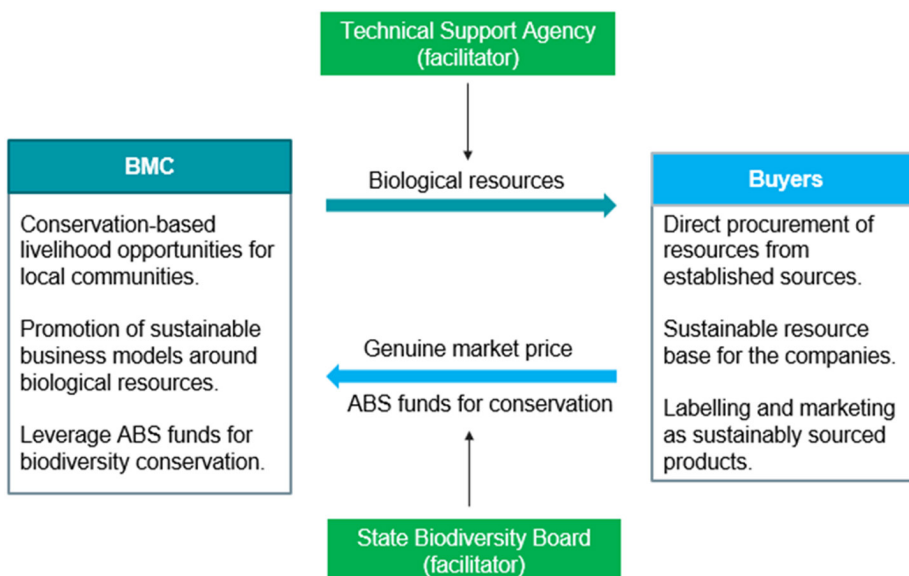 Technical Support Agency
(facilitator)
BMC
Conservation-based
livelihood opportunities for
local communities.
Promotion of sustainable
business models around
biological resources.
Leverage ABS funds for
biodiversity conservation.
Biological resources
Genuine market price
ABS funds for conservation
Buyers
Direct procurement of
resources from
established sources.
Sustainable resource
base for the companies.
Labelling and marketing
as sustainably sourced
products.
State Biodiversity Board
(facilitator)